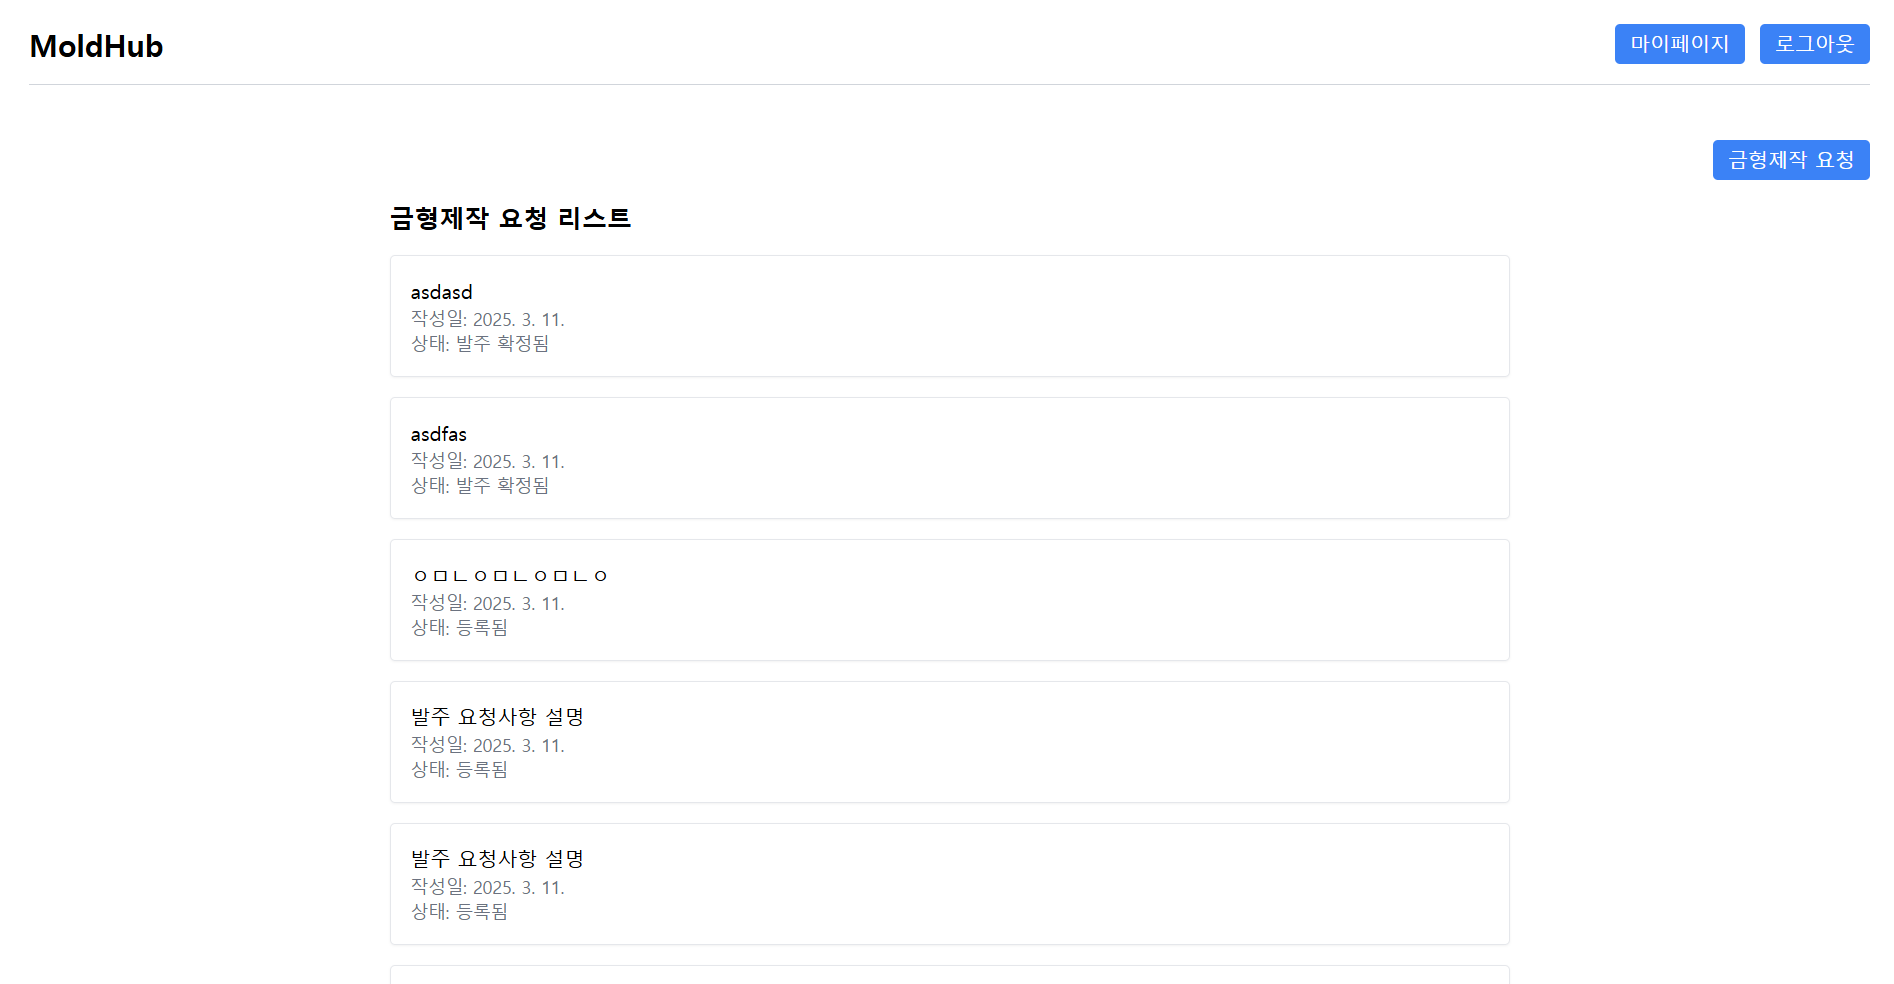 MoldHub
마이페이지
로그아웃
금형제작 요청
금형제작 요청 리스트
asdasd
작성일: 2025. 3. 11.
상태: 발주 확정됨
asdfas
작성일: 2025. 3. 11.
상태: 발주 확정됨
ㅇㅁㄴㅇㅁㄴㅇㅁㄴㅇ
작성일: 2025. 3. 11.
상태: 등록됨
발주 요청사항 설명
작성일: 2025. 3. 11.
상태: 등록됨
발주 요청사항 설명
작성일: 2025. 3. 11.
상태: 등록됨